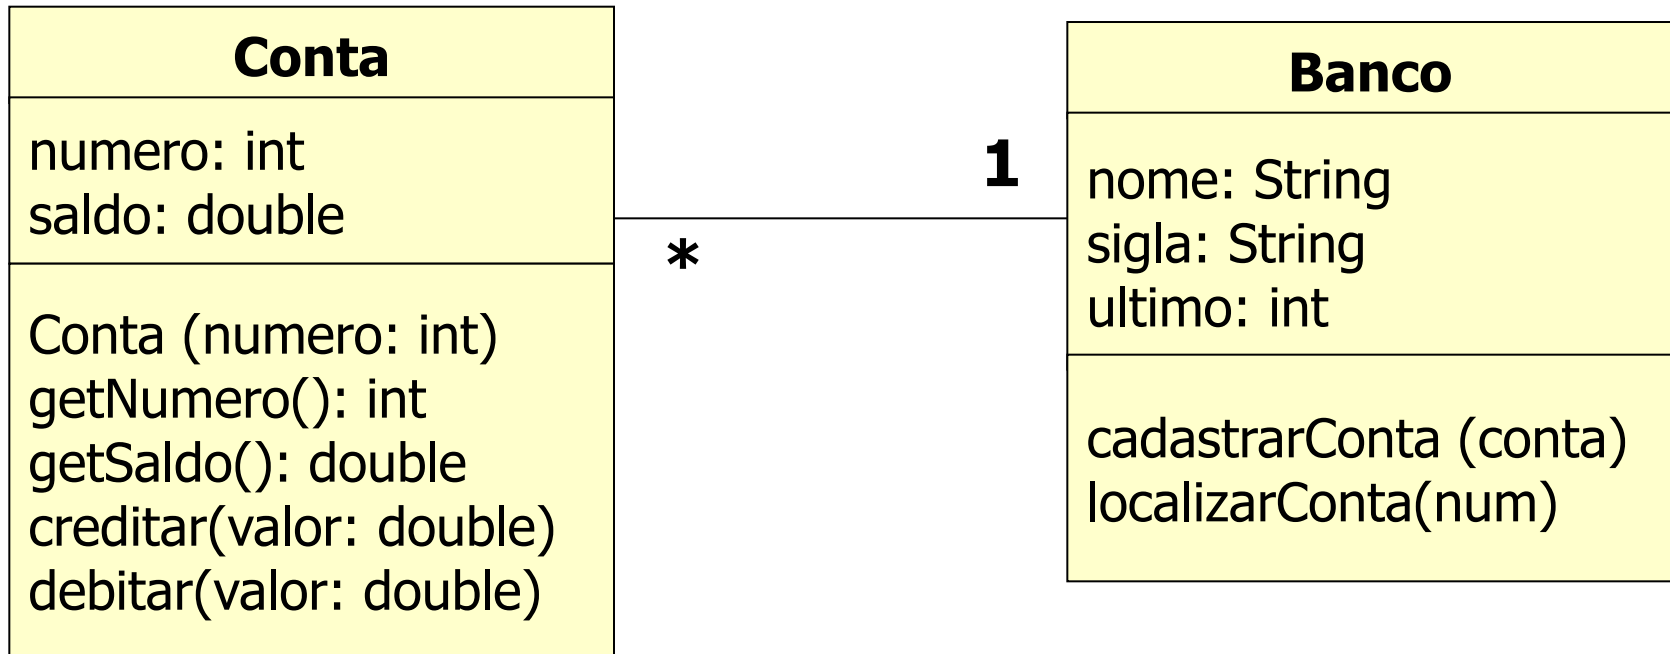 Conta
numero: int
saldo: double
Conta (numero: int)
getNumero(): int
getSaldo(): double
creditar(valor: double)
debitar(valor: double)
*
1
Banco
nome: String
sigla: String
ultimo: int
cadastrarConta (conta)
localizarConta(num)